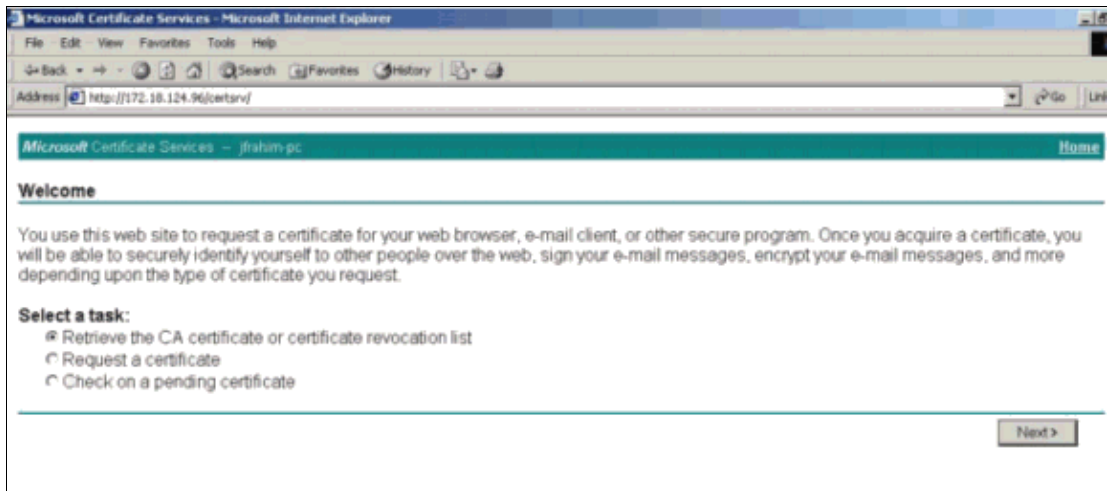 Microsoft Certificate Services - Microsoft Internet Explorer
File Edit View Favorites Tools Help
Back Search Favorites History
Address http://172.18.124.96/certsrv/ Go
Microsoft Certificate Services -- jfrahim-pc Home
Welcome
You use this web site to request a certificate for your web browser, e-mail client, or other secure program. Once you acquire a certificate, you
will be able to securely identify yourself to other people over the web, sign your e-mail messages, encrypt your e-mail messages, and more
depending upon the type of certificate you request.
Select a task:
Retrieve the CA certificate or certificate revocation list
Request a certificate
Check on a pending certificate
Next >